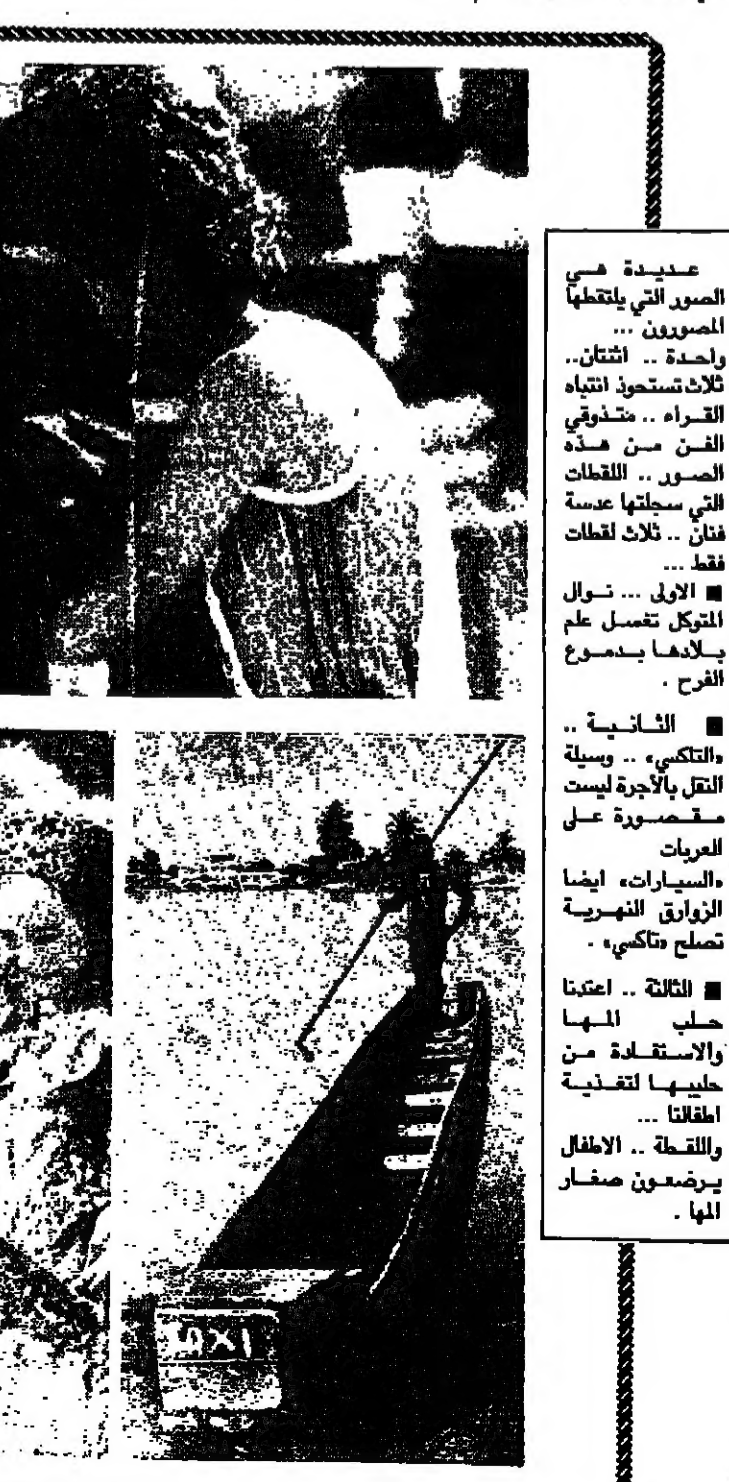 عديدة هي
الصور التي يلتقطها
المصورون ...
واحدة .. اثنتان..
ثلاث تستحوذ انتباه
القراء .. متذوقي
الفن من هذه
الصور .. اللقطات
التي سجلتها عدسة
فنان .. ثلاث لقطات
فقط ...
■ الاولى ... نوال
المتوكل تغسل علم
بلادها بدموع
الفرح .
■ الثانية ..
«التاكسي» .. وسيلة
النقل بالأجرة ليست
مقصورة على
العربات
«السيارات» ايضا
الزوارق النهرية
تصلح «تاكسي» .
■ الثالثة .. اعتدنا
حلب المها
والاستفادة من
حليبها لتغذية
اطفالنا ...
واللقطة .. الاطفال
يرضعون صغار
المها .
TAXI